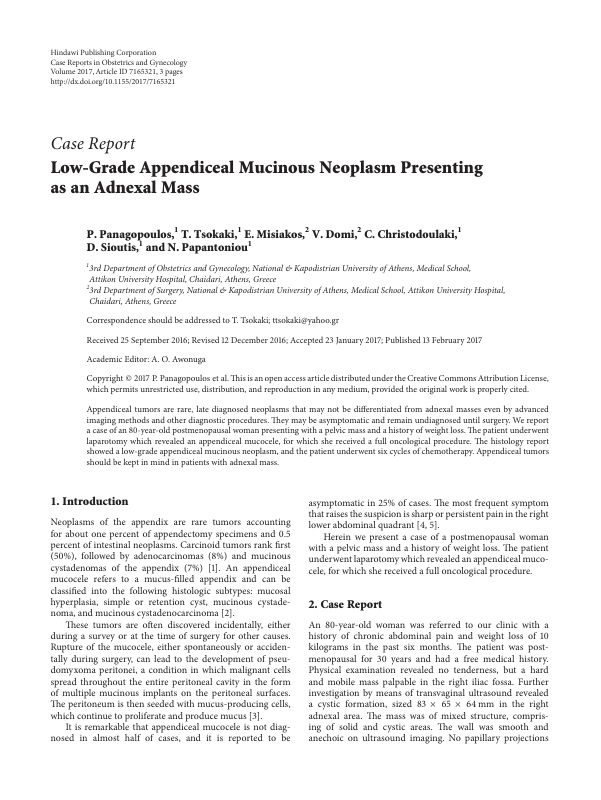 Hindawi Publishing Corporation
Case Reports in Obstetrics and Gynecology
Volume 2017, Article ID 7165321, 3 pages
http://dx.doi.org/10.1155/2017/7165321
Case Report
Low-Grade Appendiceal Mucinous Neoplasm Presenting
as an Adnexal Mass
P. Panagopoulos,1 T. Tsokaki,1 E. Misiakos,2 V. Domi,2 C. Christodoulaki,1
D. Sioutis,1 and N. Papantoniou1
1 3rd Department of Obstetrics and Gynecology, National & Kapodistrian University of Athens, Medical School,
Attikon University Hospital, Chaidari, Athens, Greece
2 3rd Department of Surgery, National & Kapodistrian University of Athens, Medical School, Attikon University Hospital,
Chaidari, Athens, Greece
Correspondence should be addressed to T. Tsokaki; ttsokaki@yahoo.gr
Received 25 September 2016; Revised 12 December 2016; Accepted 23 January 2017; Published 13 February 2017
Academic Editor: A. O. Awonuga
Copyright © 2017 P. Panagopoulos et al. This is an open access article distributed under the Creative Commons Attribution License,
which permits unrestricted use, distribution, and reproduction in any medium, provided the original work is properly cited.
Appendiceal tumors are rare, late diagnosed neoplasms that may not be differentiated from adnexal masses even by advanced
imaging methods and other diagnostic procedures. They may be asymptomatic and remain undiagnosed until surgery. We report
a case of an 80-year-old postmenopausal woman presenting with a pelvic mass and a history of weight loss. The patient underwent
laparotomy which revealed an appendiceal mucocele, for which she received a full oncological procedure. The histology report
showed a low-grade appendiceal mucinous neoplasm, and the patient underwent six cycles of chemotherapy. Appendiceal tumors
should be kept in mind in patients with adnexal mass.
1. Introduction
Neoplasms of the appendix are rare tumors accounting
for about one percent of appendectomy specimens and 0.5
percent of intestinal neoplasms. Carcinoid tumors rank first
(50%), followed by adenocarcinomas (8%) and mucinous
cystadenomas of the appendix (7%) [1]. An appendiceal
mucocele refers to a mucus-filled appendix and can be
classified into the following histologic subtypes: mucosal
hyperplasia, simple or retention cyst, mucinous cystade-
noma, and mucinous cystadenocarcinoma [2].
These tumors are often discovered incidentally, either
during a survey or at the time of surgery for other causes.
Rupture of the mucocele, either spontaneously or acciden-
tally during surgery, can lead to the development of pseu-
domyxoma peritonei, a condition in which malignant cells
spread throughout the entire peritoneal cavity in the form
of multiple mucinous implants on the peritoneal surfaces.
The peritoneum is then seeded with mucus-producing cells,
which continue to proliferate and produce mucus [3].
It is remarkable that appendiceal mucocele is not diag-
nosed in almost half of cases, and it is reported to be
asymptomatic in 25% of cases. The most frequent symptom
that raises the suspicion is sharp or persistent pain in the right
lower abdominal quadrant [4, 5].
Herein we present a case of a postmenopausal woman
with a pelvic mass and a history of weight loss. The patient
underwent laparotomy which revealed an appendiceal muco-
cele, for which she received a full oncological procedure.
2. Case Report
An 80-year-old woman was referred to our clinic with a
history of chronic abdominal pain and weight loss of 10
kilograms in the past six months. The patient was post-
menopausal for 30 years and had a free medical history.
Physical examination revealed no tenderness, but a hard
and mobile mass palpable in the right iliac fossa. Further
investigation by means of transvaginal ultrasound revealed
a cystic formation, sized 83 × 65 × 64 mm in the right
adnexal area. The mass was of mixed structure, compris-
ing of solid and cystic areas. The wall was smooth and
anechoic on ultrasound imaging. No papillary projections